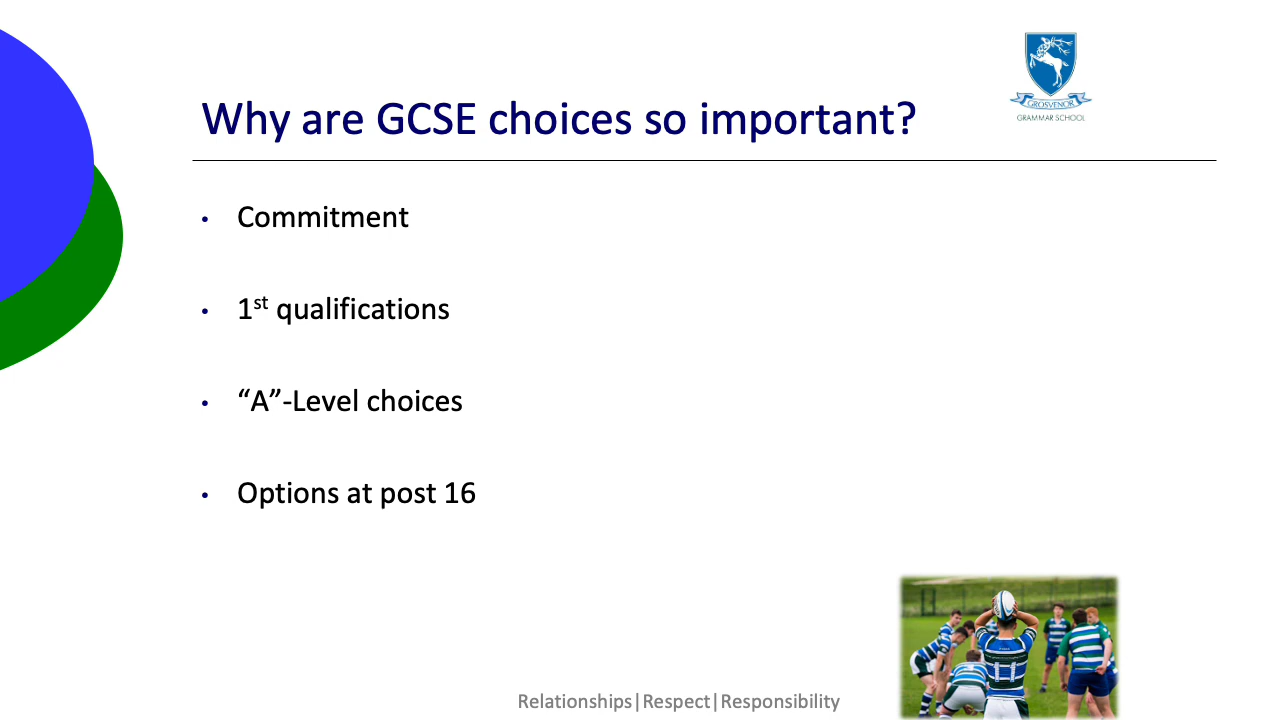 GROSVENOR
GRAMMAR SCHOOL
Why are GCSE choices so important?
• Commitment
• 1st qualifications
• “A”-Level choices
• Options at post 16
Relationships|Respect|Responsibility